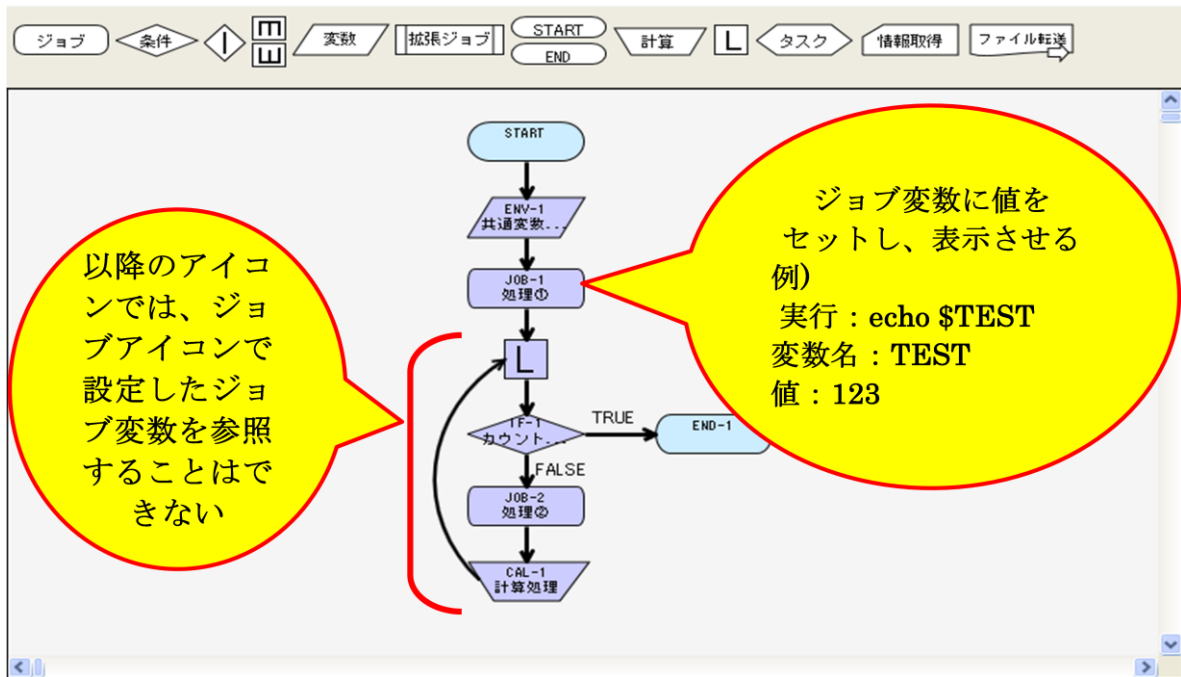 ジョブ
条件
変数
拡張ジョブ
START
END
計算
L
タスク
情報取得
ファイル転送
START
ENV-1
共通変数...
JOB-1
処理①
L
IF-1
カウント...
TRUE
END-1
FALSE
JOB-2
処理②
CAL-1
計算処理
以降のアイコ
ンでは、ジョ
ブアイコンで
設定したジョ
ブ変数を参照
することはで
きない
ジョブ変数に値を
セットし、表示させる
例)
実行：echo $TEST
変数名：TEST
値：123